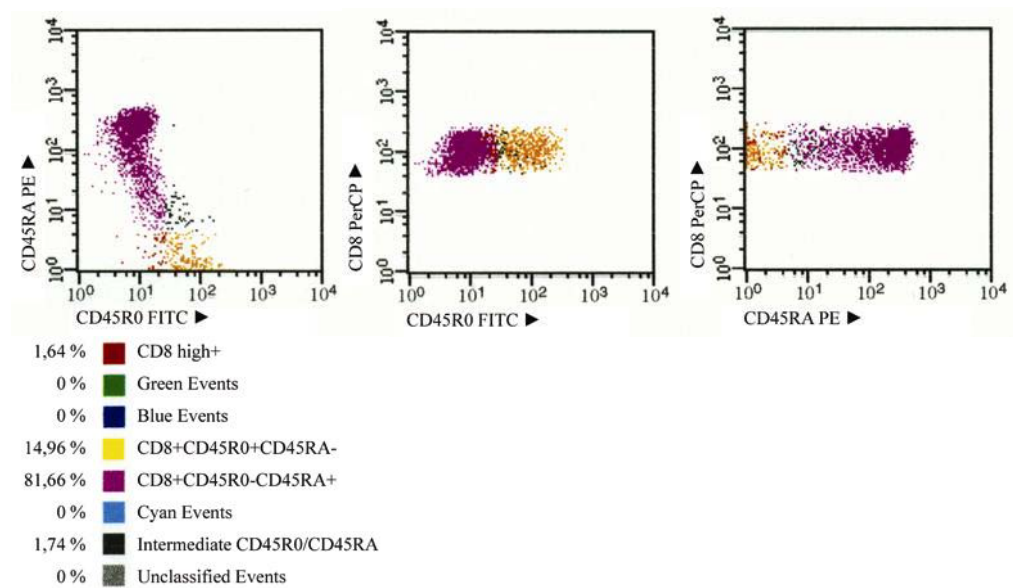 10⁴ 10³ 10² 10¹ 10⁰
CD45RA PE ▶
10⁰ 10¹ 10² 10³ 10⁴
CD45R0 FITC ▶
10⁴ 10³ 10² 10¹ 10⁰
CD8 PerCP ▶
10⁰ 10¹ 10² 10³ 10⁴
CD45R0 FITC ▶
10⁴ 10³ 10² 10¹ 10⁰
CD8 PerCP ▶
10⁰ 10¹ 10² 10³ 10⁴
CD45RA PE ▶
1,64 % CD8 high+
0 % Green Events
0 % Blue Events
14,96 % CD8+CD45R0+CD45RA-
81,66 % CD8+CD45R0-CD45RA+
0 % Cyan Events
1,74 % Intermediate CD45R0/CD45RA
0 % Unclassified Events